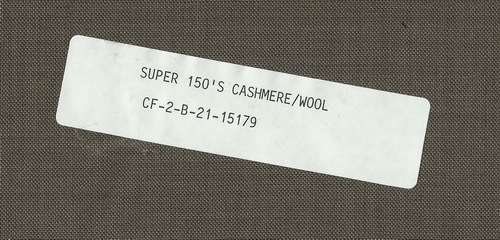 SUPER 150'S CASHMERE/WOOL
CF-2-B-21-15179